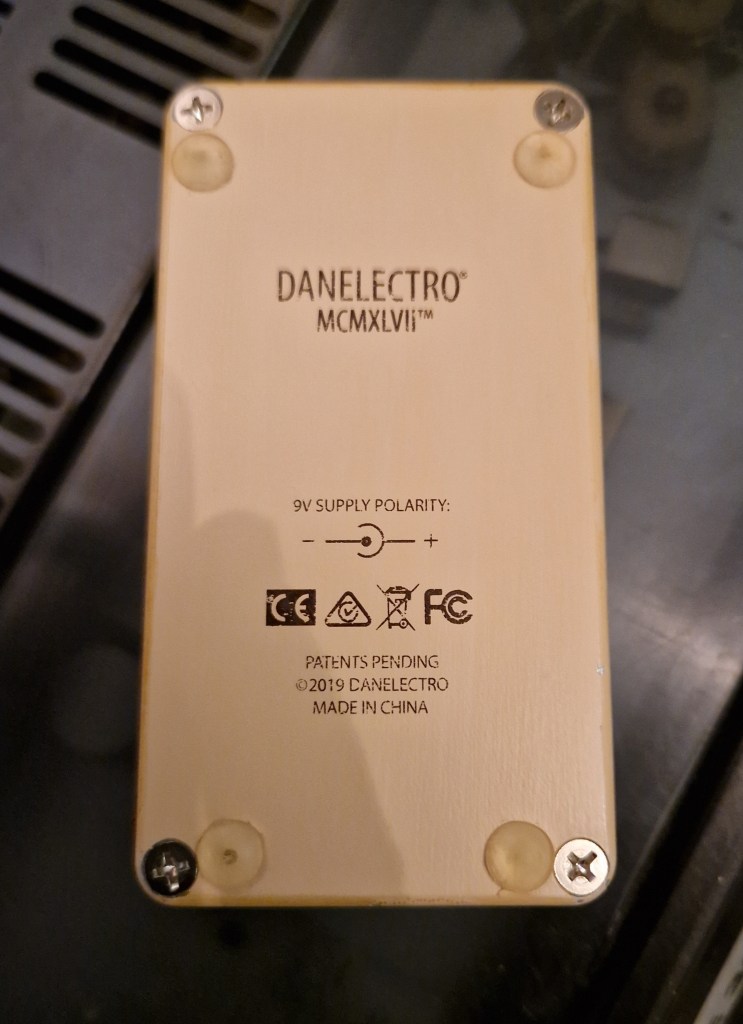 DANELECTRO®
MCMXLVii™
9V SUPPLY POLARITY:
- +
CE FC
PATENTS PENDING
©2019 DANELECTRO
MADE IN CHINA